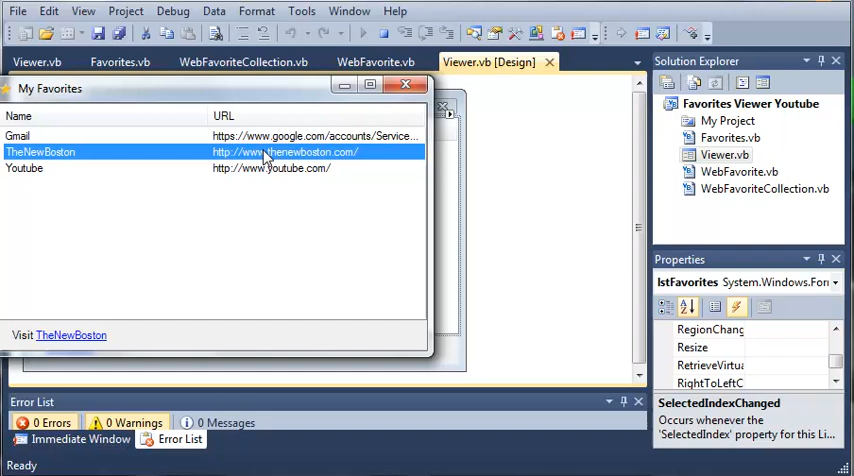 File Edit View Project Debug Data Format Tools Window Help
Viewer.vb Favorites.vb WebFavoriteCollection.vb WebFavorite.vb Viewer.vb [Design]
Solution Explorer
Favorites Viewer Youtube
My Project
Favorites.vb
Viewer.vb
WebFavorite.vb
WebFavoriteCollection.vb
My Favorites
Name URL
Gmail https://www.google.com/accounts/Service...
TheNewBoston http://www.thenewboston.com/
Youtube http://www.youtube.com/
Visit TheNewBoston
Properties
lstFavorites System.Windows.Forr
A
Z
RegionChang
Resize
RetrieveVirtua
RightToLeftC
SelectedIndexChanged
Occurs whenever the
'SelectedIndex' property for this Li...
Error List
0 Errors 0 Warnings 0 Messages
Immediate Window Error List
Ready